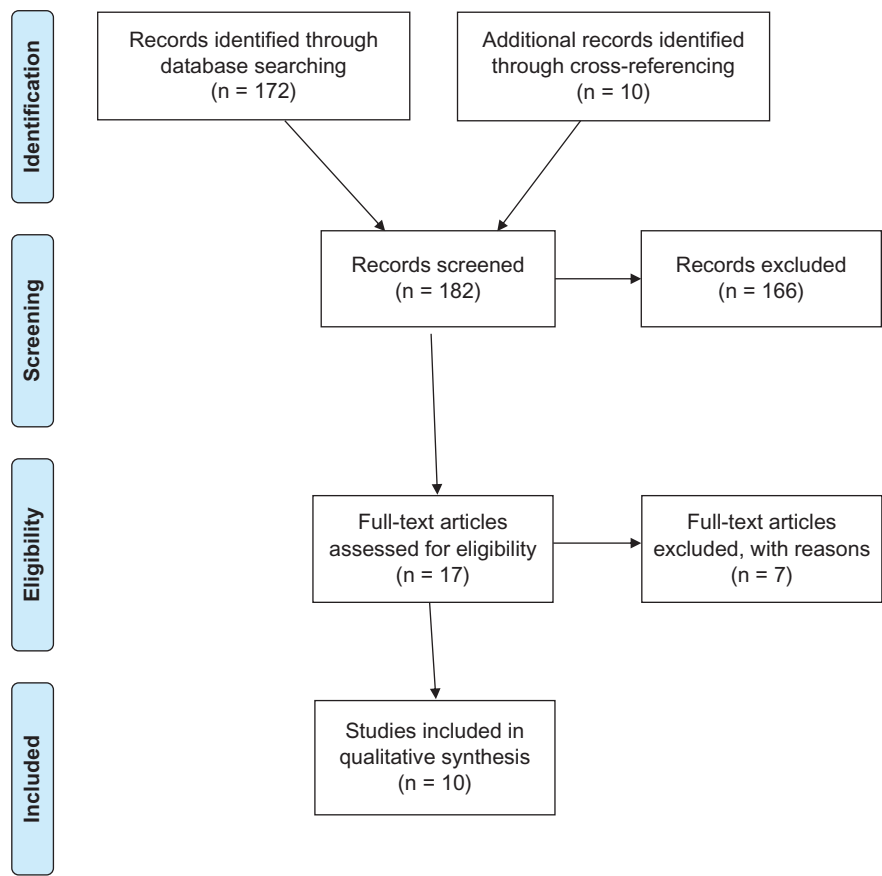 Identification
Records identified through
database searching
(n = 172)
Additional records identified
through cross-referencing
(n = 10)
Screening
Records screened
(n = 182)
Records excluded
(n = 166)
Eligibility
Full-text articles
assessed for eligibility
(n = 17)
Full-text articles
excluded, with reasons
(n = 7)
Included
Studies included in
qualitative synthesis
(n = 10)